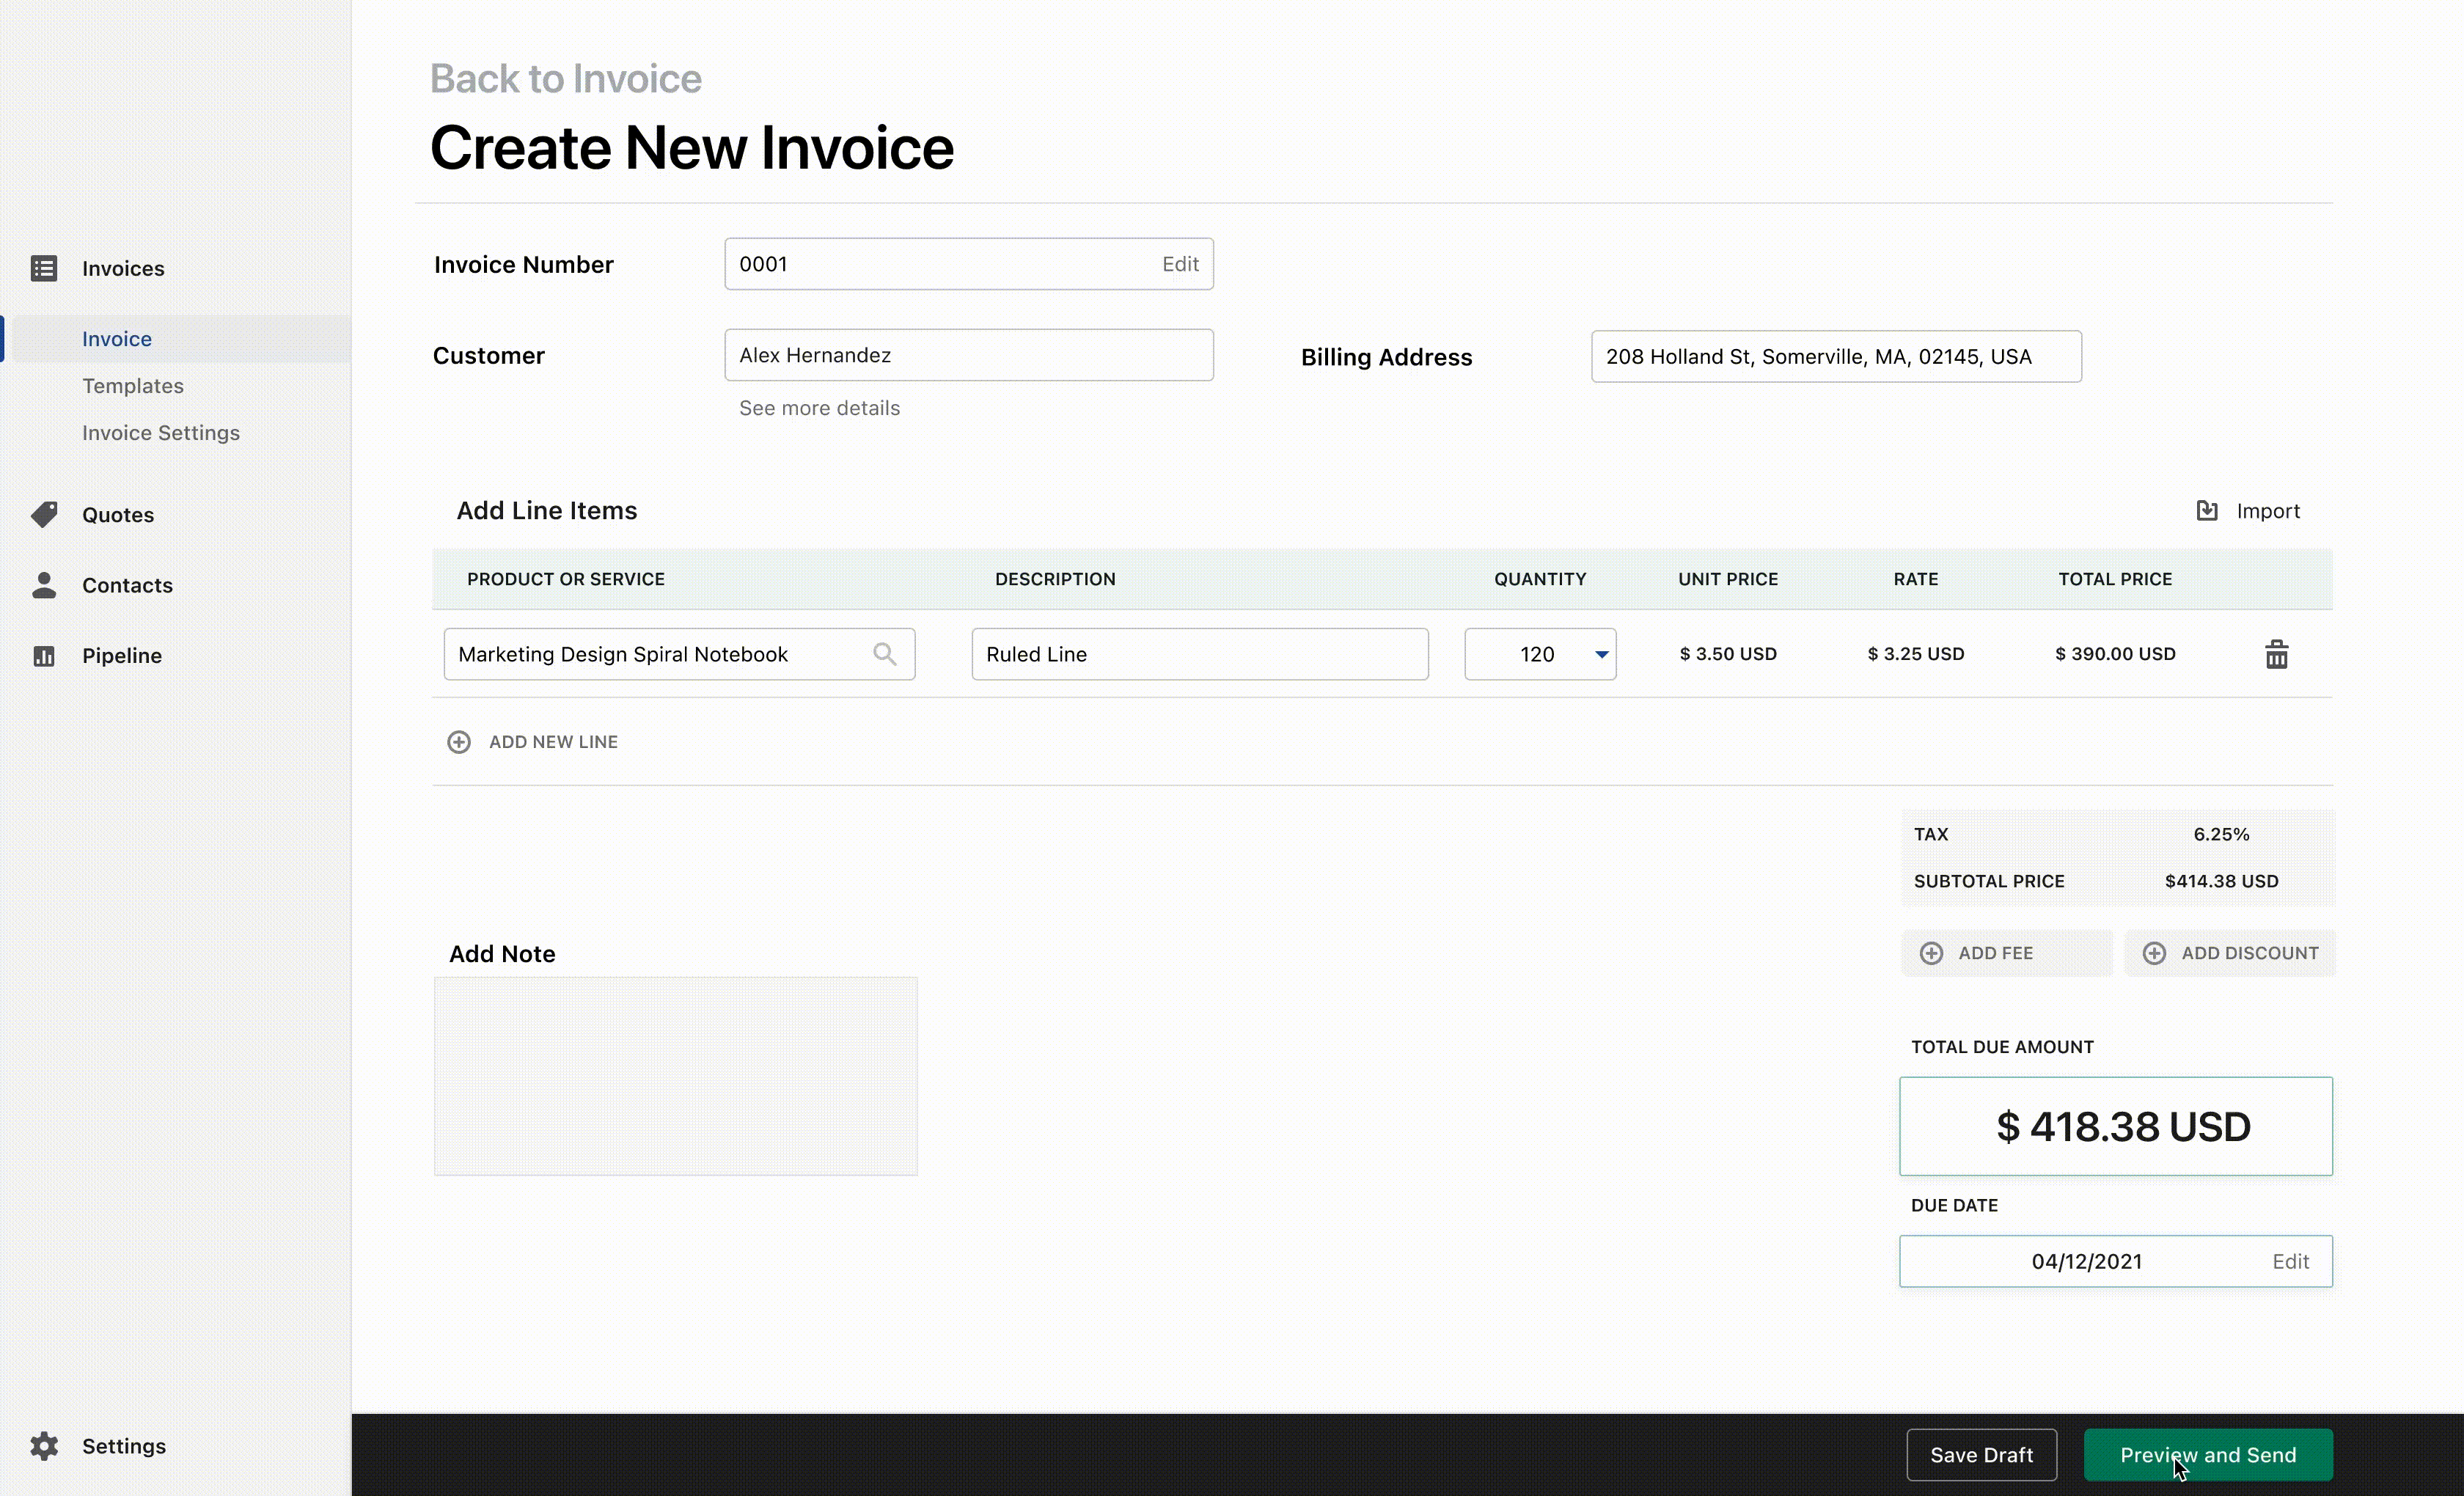 Back to Invoice
Create New Invoice
Invoices
Invoice
Templates
Invoice Settings
Quotes
Contacts
Pipeline
Settings
Invoice Number 0001 Edit
Customer Alex Hernandez Billing Address 208 Holland St, Somerville, MA, 02145, USA
See more details
Add Line Items Import
PRODUCT OR SERVICE DESCRIPTION QUANTITY UNIT PRICE RATE TOTAL PRICE
Marketing Design Spiral Notebook Ruled Line 120 $ 3.50 USD $ 3.25 USD $ 390.00 USD
ADD NEW LINE
TAX 6.25%
SUBTOTAL PRICE $414.38 USD
ADD FEE ADD DISCOUNT
Add Note
TOTAL DUE AMOUNT
$ 418.38 USD
DUE DATE
04/12/2021 Edit
Save Draft Preview and Send